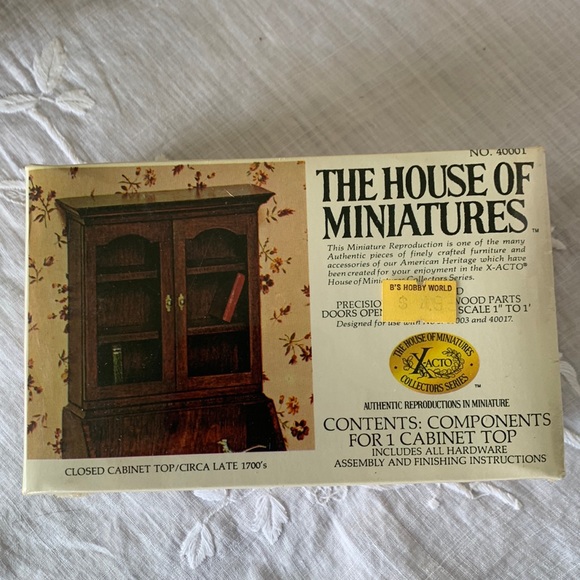 NO. 40001
THE HOUSE OF
MINIATURES™
This Miniature Reproduction is one of the many
Authentic pieces of finely crafted furniture and
accessories of our American Heritage which have
been created for your enjoyment in the X-ACTO®
House of Collectors Series.
B'S HOBBY WORLD
$
PRECISIO WOOD PARTS
DOORS OPE SCALE 1" TO 1'
Designed for use and 40017.
THE HOUSE OF MINIATURES
X-ACTO
COLLECTORS SERIES™
AUTHENTIC REPRODUCTIONS IN MINIATURE
CONTENTS: COMPONENTS
FOR 1 CABINET TOP
INCLUDES ALL HARDWARE
ASSEMBLY AND FINISHING INSTRUCTIONS
CLOSED CABINET TOP/CIRCA LATE 1700's